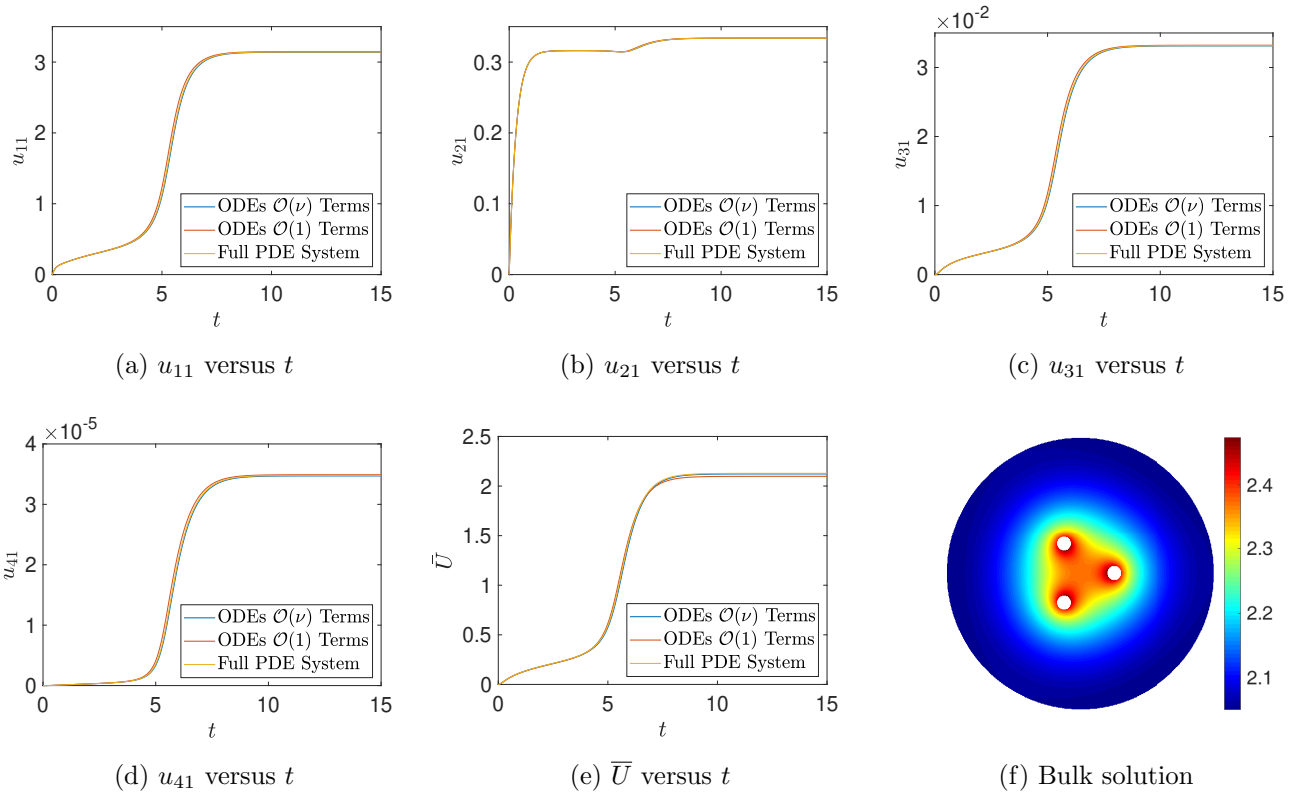 3
2
1
0
u₁₁
ODEs 𝒪(ν) Terms
ODEs 𝒪(1) Terms
Full PDE System
0 5 10 15
t
(a) u₁₁ versus t
0.3
0.2
0.1
0
u₂₁
ODEs 𝒪(ν) Terms
ODEs 𝒪(1) Terms
Full PDE System
0 5 10 15
t
(b) u₂₁ versus t
×10⁻²
3
2
1
0
u₃₁
ODEs 𝒪(ν) Terms
ODEs 𝒪(1) Terms
Full PDE System
0 5 10 15
t
(c) u₃₁ versus t
×10⁻⁵
4
3
2
1
0
u₄₁
ODEs 𝒪(ν) Terms
ODEs 𝒪(1) Terms
Full PDE System
0 5 10 15
t
(d) u₄₁ versus t
2.5
2
1.5
1
0.5
0
Ū
ODEs 𝒪(ν) Terms
ODEs 𝒪(1) Terms
Full PDE System
0 5 10 15
t
(e) Ū versus t
2.4
2.3
2.2
2.1
(f) Bulk solution